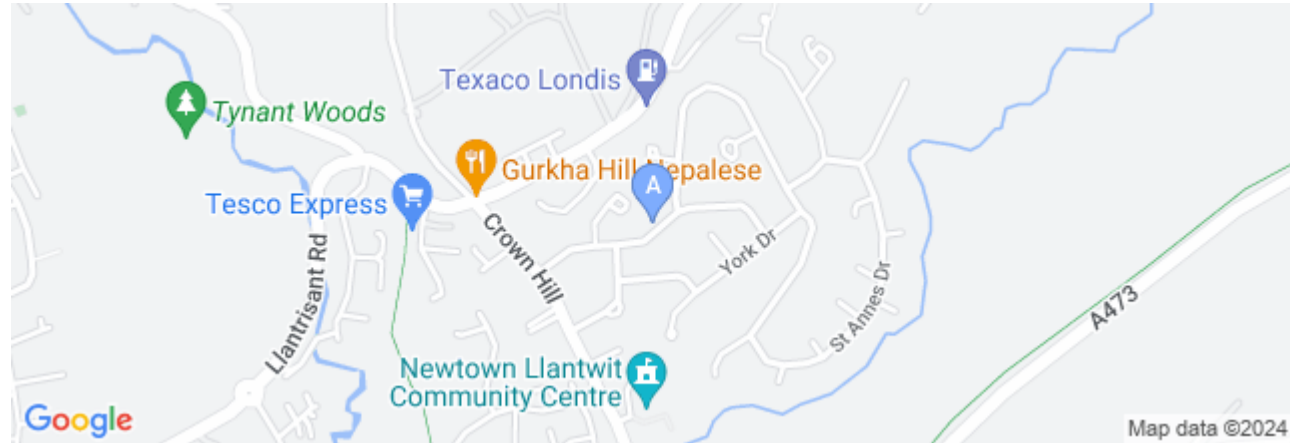 Texaco Londis
Tynant Woods
Gurkha Hill Nepalese
A
Tesco Express
Crown Hill
Llantrisant Rd
York Dr
St Annes Dr
A473
Newtown Llantwit
Community Centre
Google
Map data ©2024